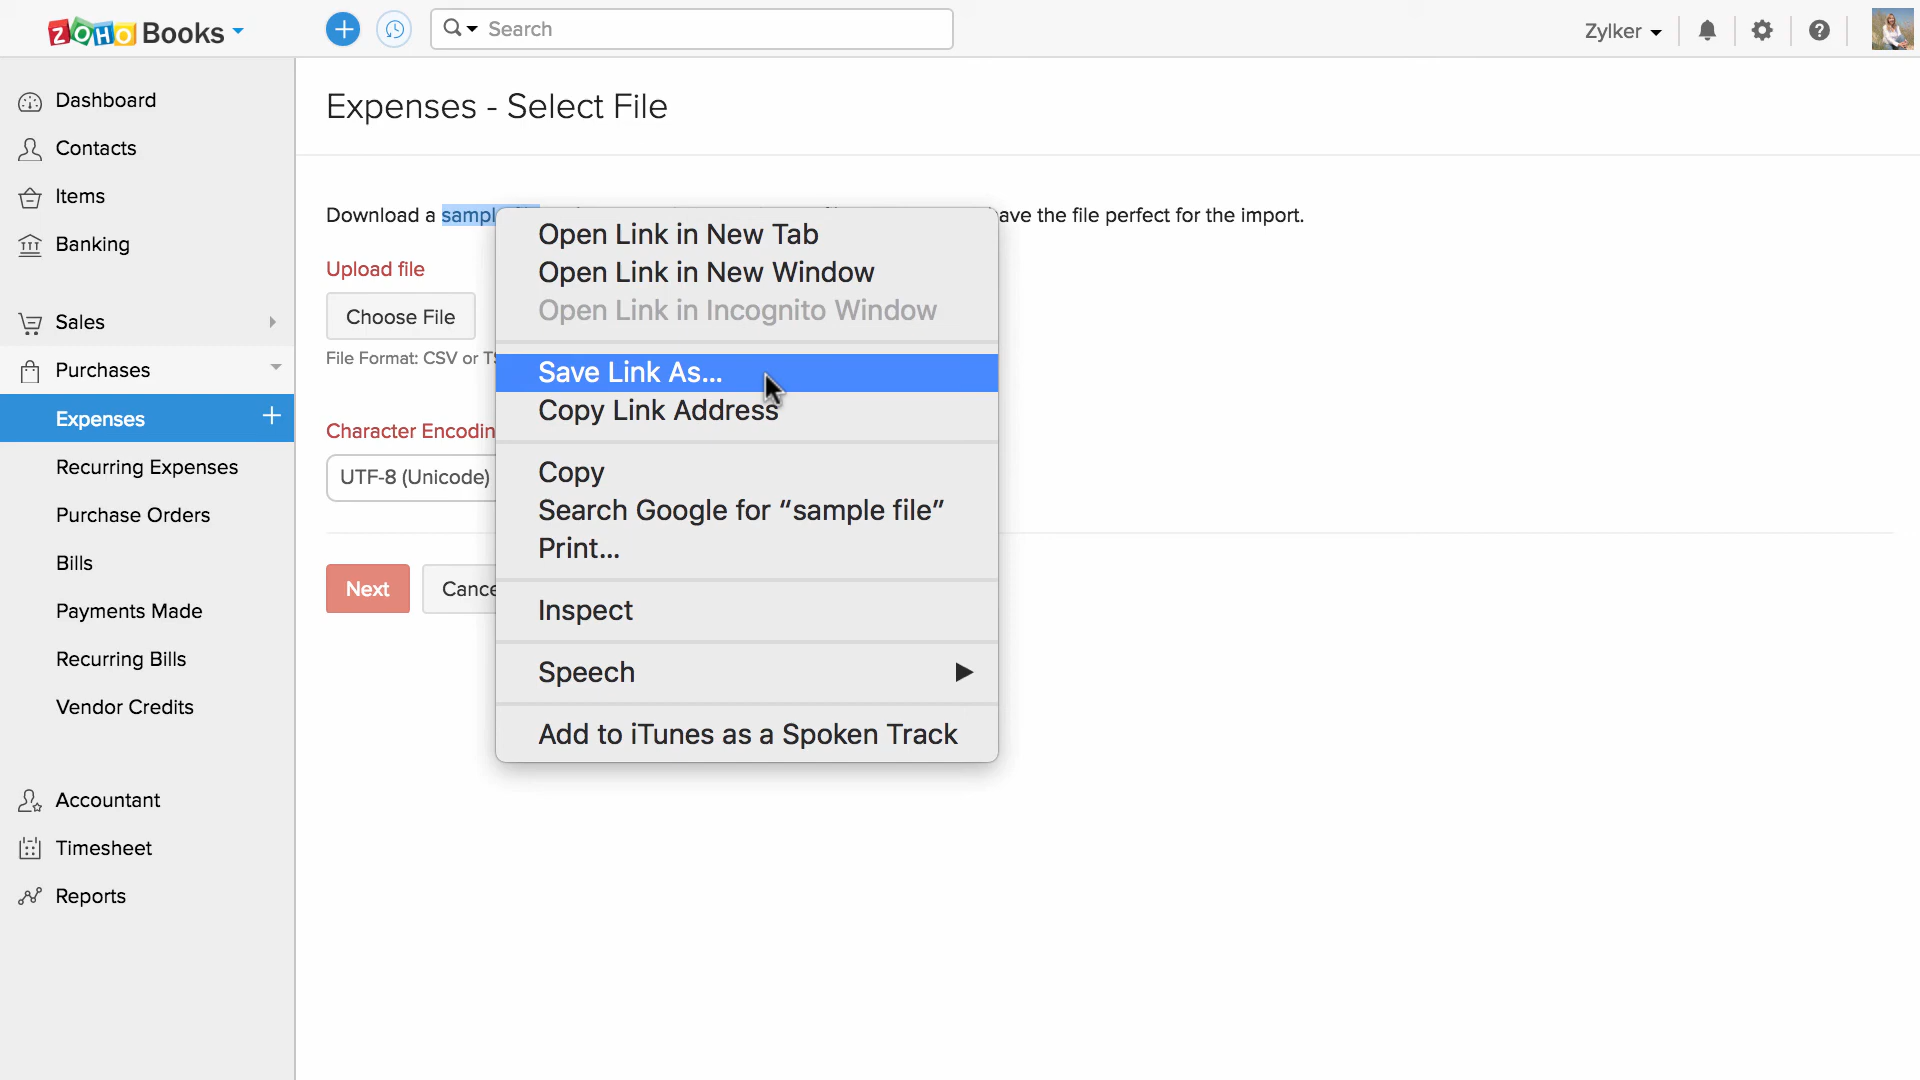 ZOHO Books
Search
Zylker
Dashboard
Contacts
Items
Banking
Sales
Purchases
Expenses
Recurring Expenses
Purchase Orders
Bills
Payments Made
Recurring Bills
Vendor Credits
Accountant
Timesheet
Reports
Expenses - Select File
Download a sampl ave the file perfect for the import.
Upload file
Choose File
File Format: CSV or TS
Character Encodin
UTF-8 (Unicode)
Next
Cance
Open Link in New Tab
Open Link in New Window
Open Link in Incognito Window
Save Link As...
Copy Link Address
Copy
Search Google for “sample file”
Print...
Inspect
Speech
Add to iTunes as a Spoken Track